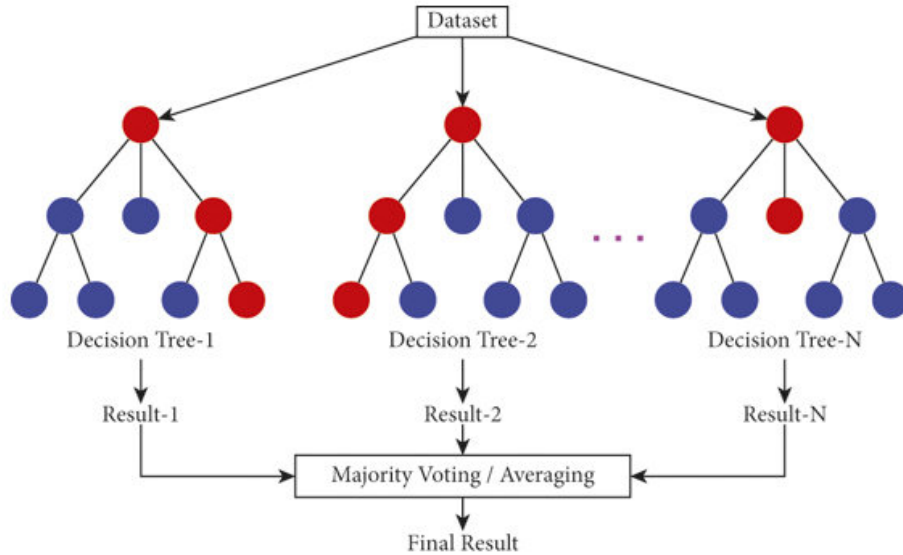 Dataset
Decision Tree-1
Decision Tree-2
Decision Tree-N
Result-1
Result-2
Result-N
Majority Voting / Averaging
Final Result